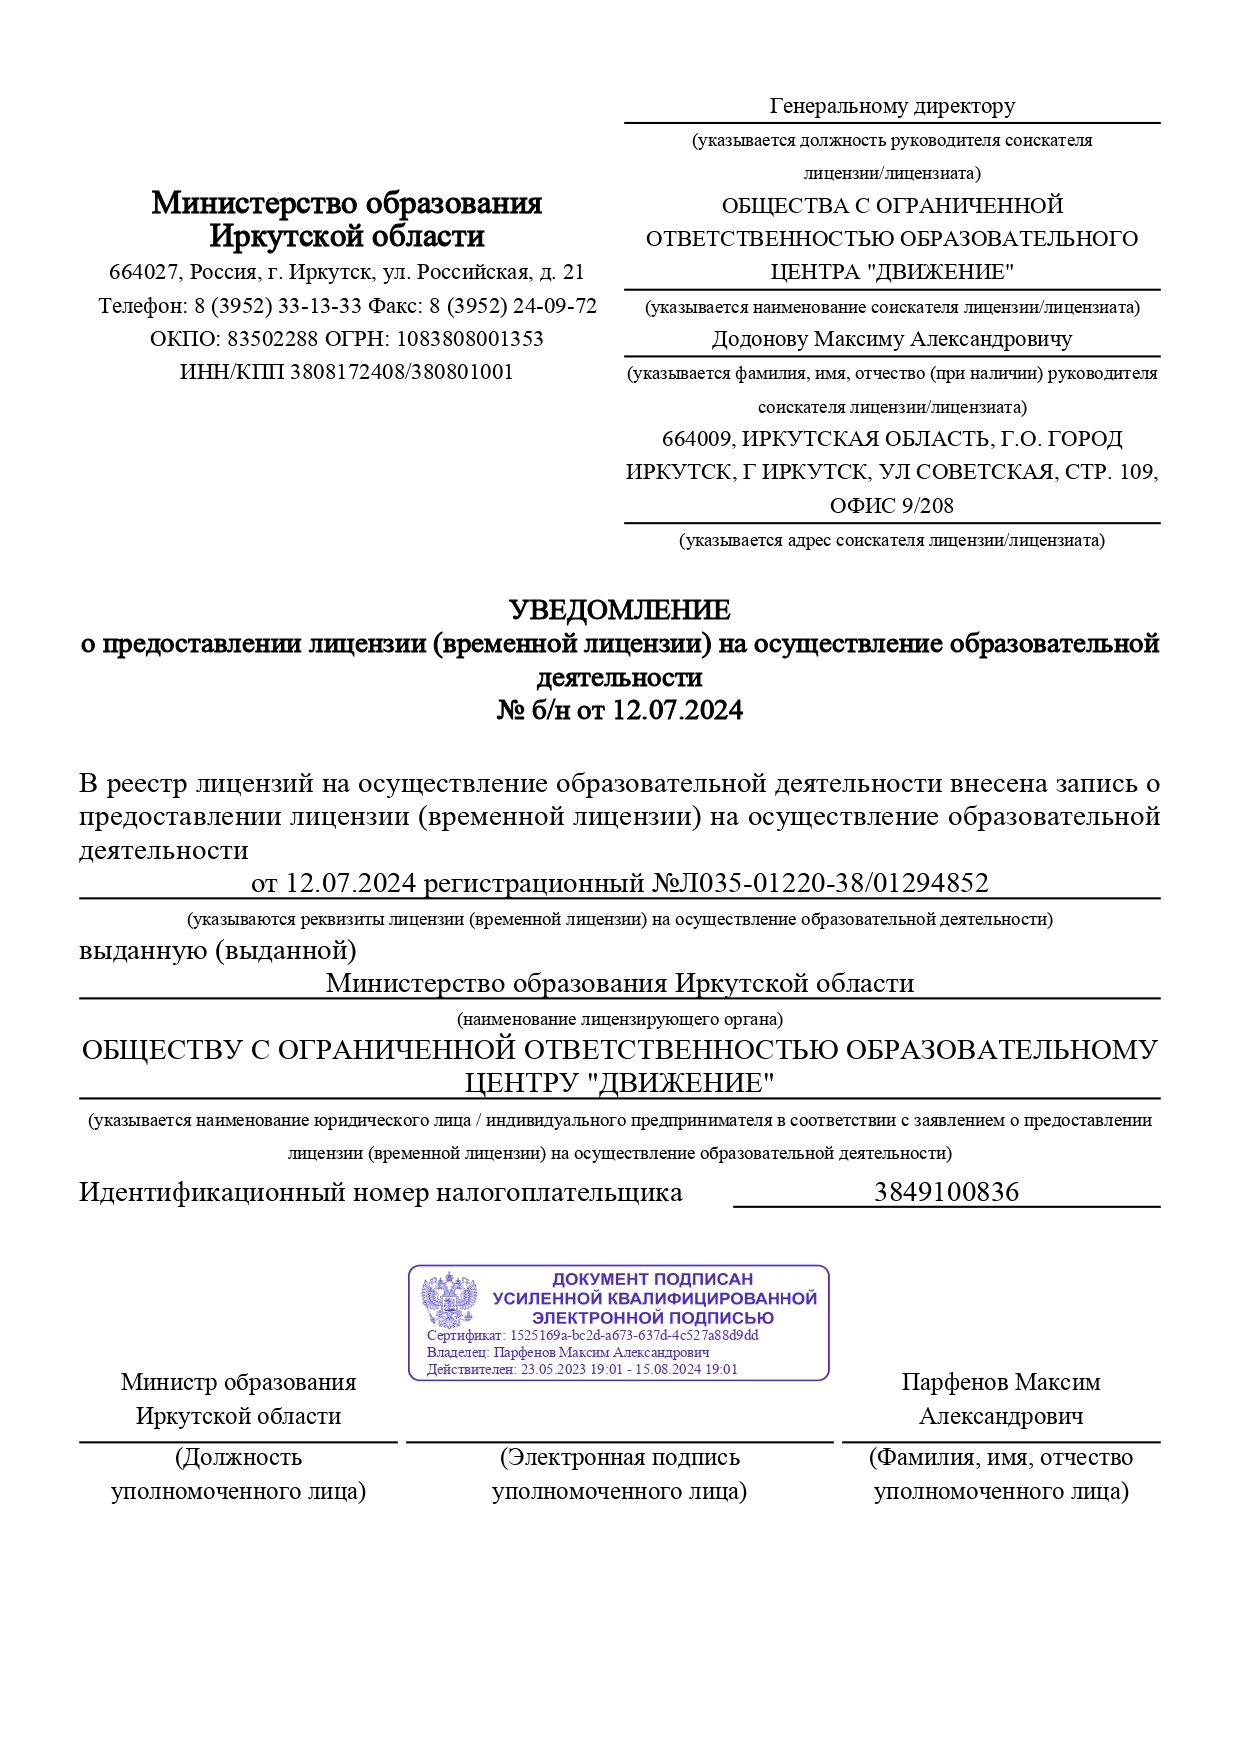 Генеральному директору
(указывается должность руководителя соискателя
лицензии/лицензиата)
Министерство образования
Иркутской области
664027, Россия, г. Иркутск, ул. Российская, д. 21
Телефон: 8 (3952) 33-13-33 Факс: 8 (3952) 24-09-72
ОКПО: 83502288 ОГРН: 1083808001353
ИНН/КПП 3808172408/380801001
ОБЩЕСТВА С ОГРАНИЧЕННОЙ
ОТВЕТСТВЕННОСТЬЮ ОБРАЗОВАТЕЛЬНОГО
ЦЕНТРА "ДВИЖЕНИЕ"
(указывается наименование соискателя лицензии/лицензиата)
Додонову Максиму Александровичу
(указывается фамилия, имя, отчество (при наличии) руководителя
соискателя лицензии/лицензиата)
664009, ИРКУТСКАЯ ОБЛАСТЬ, Г.О. ГОРОД
ИРКУТСК, Г ИРКУТСК, УЛ СОВЕТСКАЯ, СТР. 109,
ОФИС 9/208
(указывается адрес соискателя лицензии/лицензиата)
УВЕДОМЛЕНИЕ
о предоставлении лицензии (временной лицензии) на осуществление образовательной
деятельности
№ б/н от 12.07.2024
В реестр лицензий на осуществление образовательной деятельности внесена запись о
предоставлении лицензии (временной лицензии) на осуществление образовательной
деятельности
от 12.07.2024 регистрационный №Л035-01220-38/01294852
(указываются реквизиты лицензии (временной лицензии) на осуществление образовательной деятельности)
выданную (выданной)
Министерство образования Иркутской области
(наименование лицензирующего органа)
ОБЩЕСТВУ С ОГРАНИЧЕННОЙ ОТВЕТСТВЕННОСТЬЮ ОБРАЗОВАТЕЛЬНОМУ
ЦЕНТРУ "ДВИЖЕНИЕ"
(указывается наименование юридического лица / индивидуального предпринимателя в соответствии с заявлением о предоставлении
лицензии (временной лицензии) на осуществление образовательной деятельности)
Идентификационный номер налогоплательщика 3849100836
ДОКУМЕНТ ПОДПИСАН
УСИЛЕННОЙ КВАЛИФИЦИРОВАННОЙ
ЭЛЕКТРОННОЙ ПОДПИСЬЮ
Сертификат: 1525169a-bc2d-a673-637d-4c527a88d9dd
Владелец: Парфенов Максим Александрович
Действителен: 23.05.2023 19:01 - 15.08.2024 19:01
Министр образования
Иркутской области
Парфенов Максим
Александрович
(Должность
уполномоченного лица)
(Электронная подпись
уполномоченного лица)
(Фамилия, имя, отчество
уполномоченного лица)